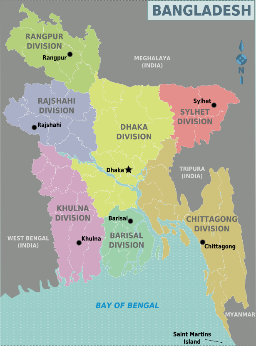 BANGLADESH
RANGPUR
DIVISION
Rangpur
MEGHALAYA
(INDIA)
RAJSHAHI
DIVISION
Rajshahi
Sylhet
SYLHET
DIVISION
DHAKA
DIVISION
Dhaka
TRIPURA
(INDIA)
KHULNA
DIVISION
Khulna
Barisal
BARISAL
DIVISION
CHITTAGONG
DIVISION
Chittagong
WEST BENGAL
(INDIA)
BAY OF BENGAL
MYANMAR
Saint Martins
Island